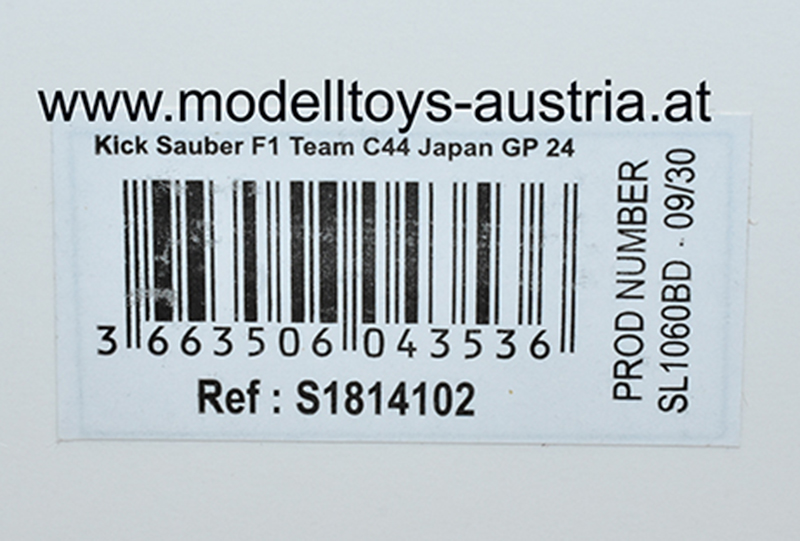 www.modelltoys-austria.at
Kick Sauber F1 Team C44 Japan GP 24
3 663506 043536
Ref : S1814102
PROD NUMBER
SL1060BD - 09/30